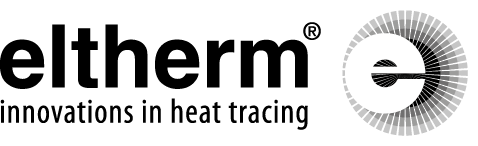 eltherm®
innovations in heat tracing
e